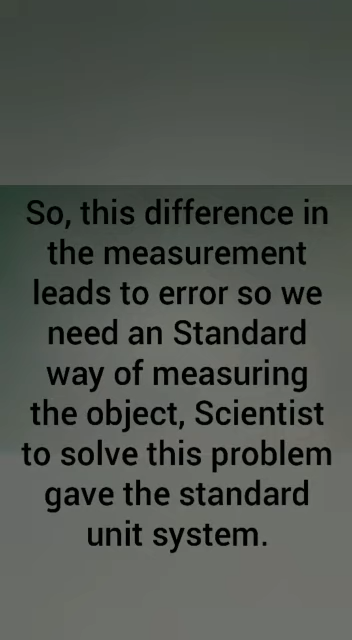 So, this difference in
the measurement
leads to error so we
need an Standard
way of measuring
the object, Scientist
to solve this problem
gave the standard
unit system.